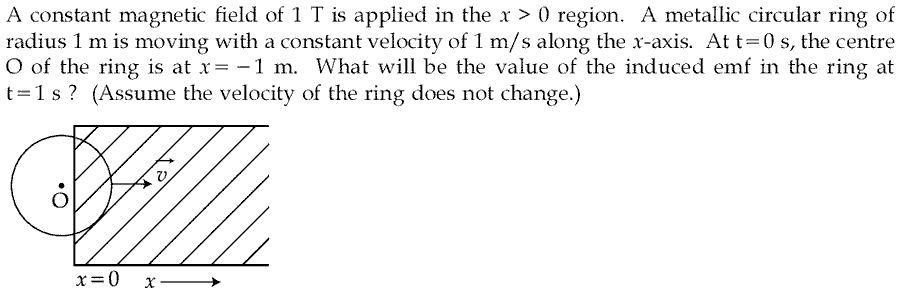 A constant magnetic field of 1 T is applied in the x > 0 region. A metallic circular ring of
radius 1 m is moving with a constant velocity of 1 m/s along the x-axis. At t=0 s, the centre
O of the ring is at x= −1 m. What will be the value of the induced emf in the ring at
t=1 s ? (Assume the velocity of the ring does not change.)
v
O
x=0 x